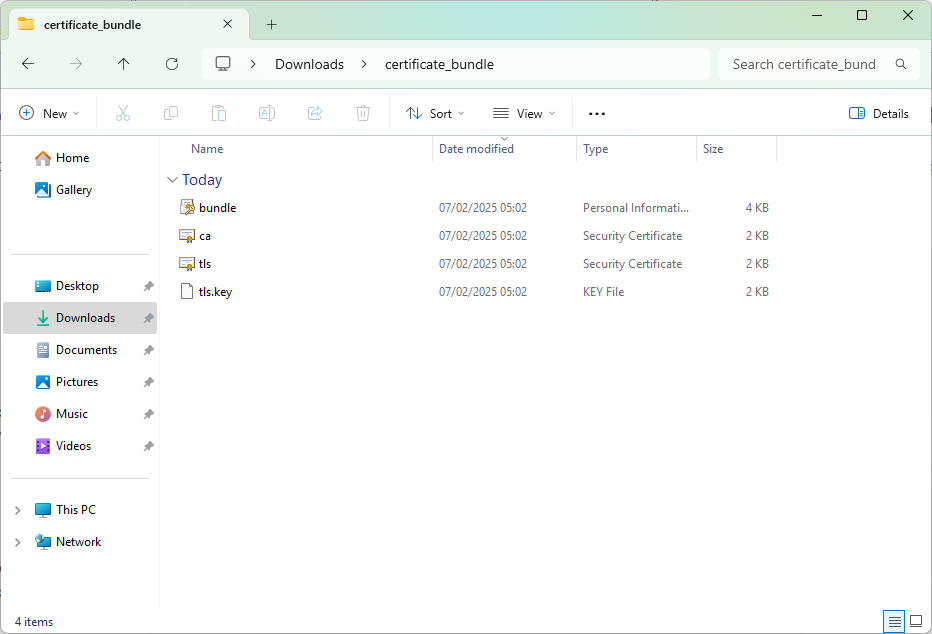 certificate_bundle
Downloads
certificate_bundle
Search certificate_bund
New
Sort
View
Details
Name
Date modified
Type
Size
Home
Gallery
Desktop
Downloads
Documents
Pictures
Music
Videos
This PC
Network
Today
bundle 07/02/2025 05:02 Personal Informati... 4 KB
ca 07/02/2025 05:02 Security Certificate 2 KB
tls 07/02/2025 05:02 Security Certificate 2 KB
tls.key 07/02/2025 05:02 KEY File 2 KB
4 items